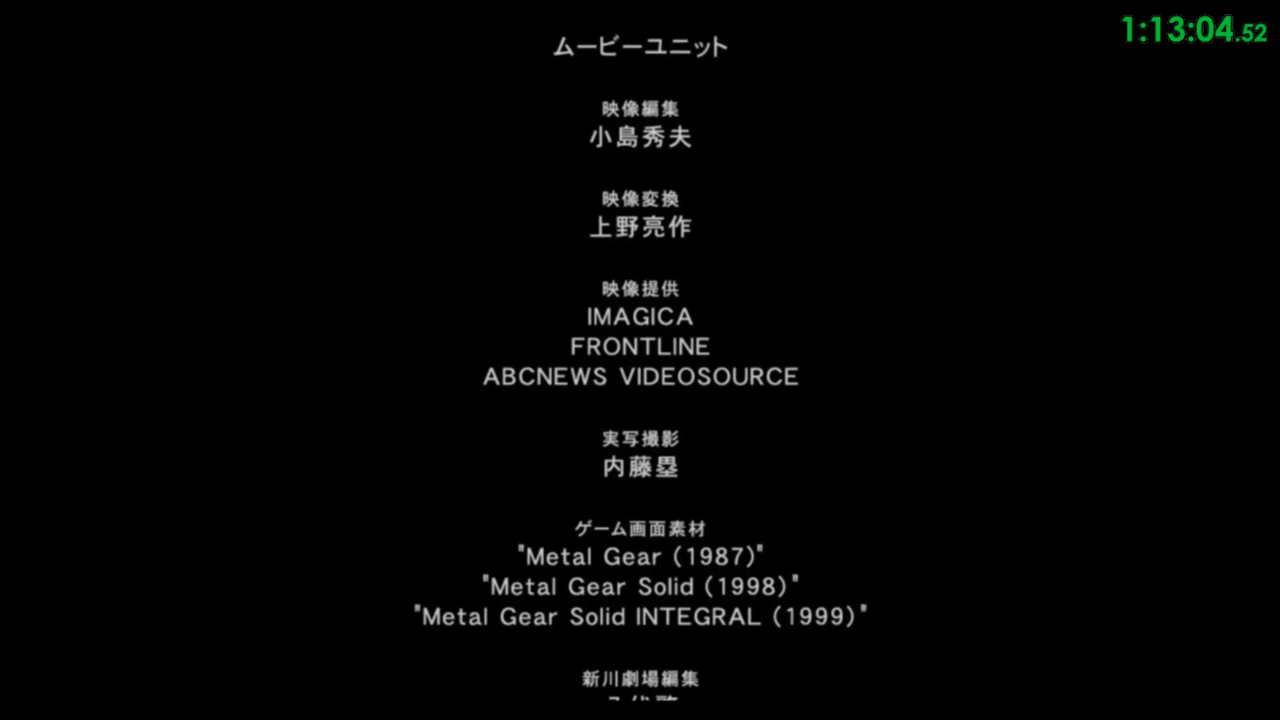 1:13:04.52
ムービーユニット
映像編集
小島秀夫
映像変換
上野亮作
映像提供
IMAGICA
FRONTLINE
ABCNEWS VIDEOSOURCE
実写撮影
内藤塁
ゲーム画面素材
"Metal Gear (1987)"
"Metal Gear Solid (1998)"
"Metal Gear Solid INTEGRAL (1999)"
新川劇場編集